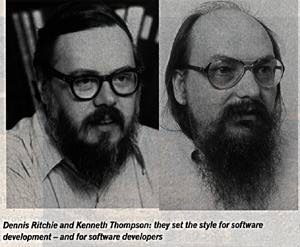 Dennis Ritchie and Kenneth Thompson: they set the style for software
development – and for software developers